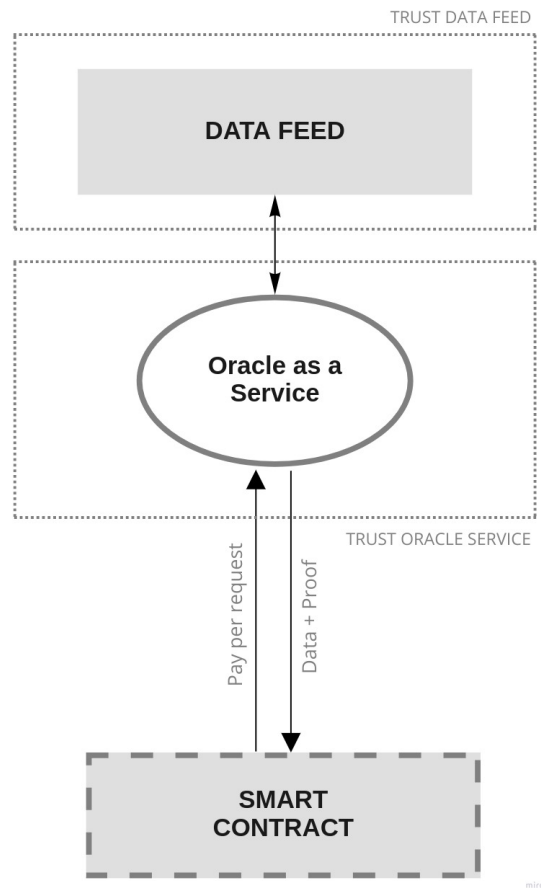 TRUST DATA FEED
DATA FEED
Oracle as a
Service
TRUST ORACLE SERVICE
Pay per request
Data + Proof
SMART
CONTRACT